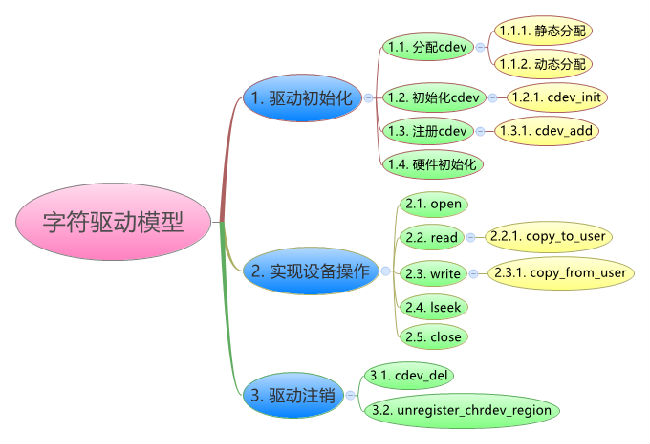 字符驱动模型
1. 驱动初始化
1.1. 分配cdev
1.1.1. 静态分配
1.1.2. 动态分配
1.2. 初始化cdev
1.2.1. cdev_init
1.3. 注册cdev
1.3.1. cdev_add
1.4. 硬件初始化
2. 实现设备操作
2.1. open
2.2. read
2.2.1. copy_to_user
2.3. write
2.3.1. copy_from_user
2.4. lseek
2.5. close
3. 驱动注销
3.1. cdev_del
3.2. unregister_chrdev_region